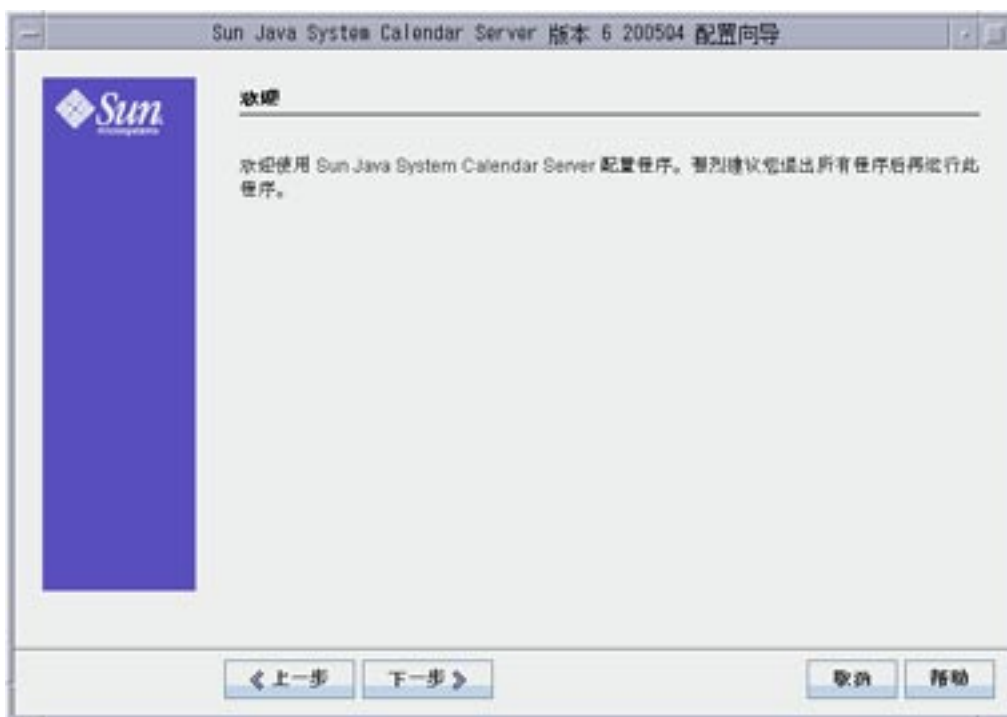 Sun Java System Calendar Server 版本 6 2005Q4 配置向导
Sun
microsystems
欢迎
欢迎使用 Sun Java System Calendar Server 配置程序。强烈建议您退出所有程序后再运行此
程序。
上一步
下一步
取消
帮助